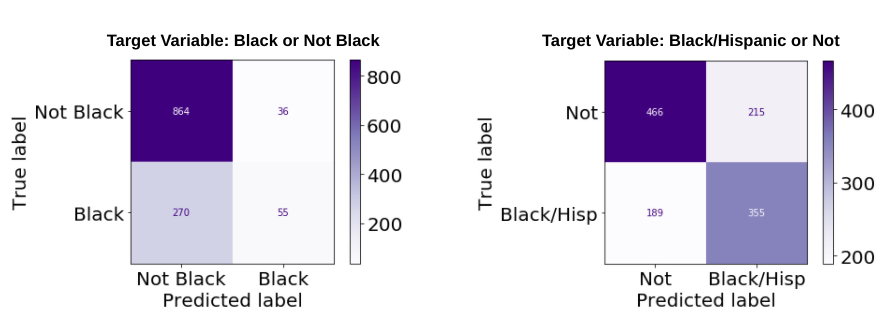 Target Variable: Black or Not Black
True label
Not Black
Black
864
36
270
55
Not Black
Black
Predicted label
800
600
400
200
Target Variable: Black/Hispanic or Not
True label
Not
Black/Hisp
466
215
189
355
Not
Black/Hisp
Predicted label
400
300
200